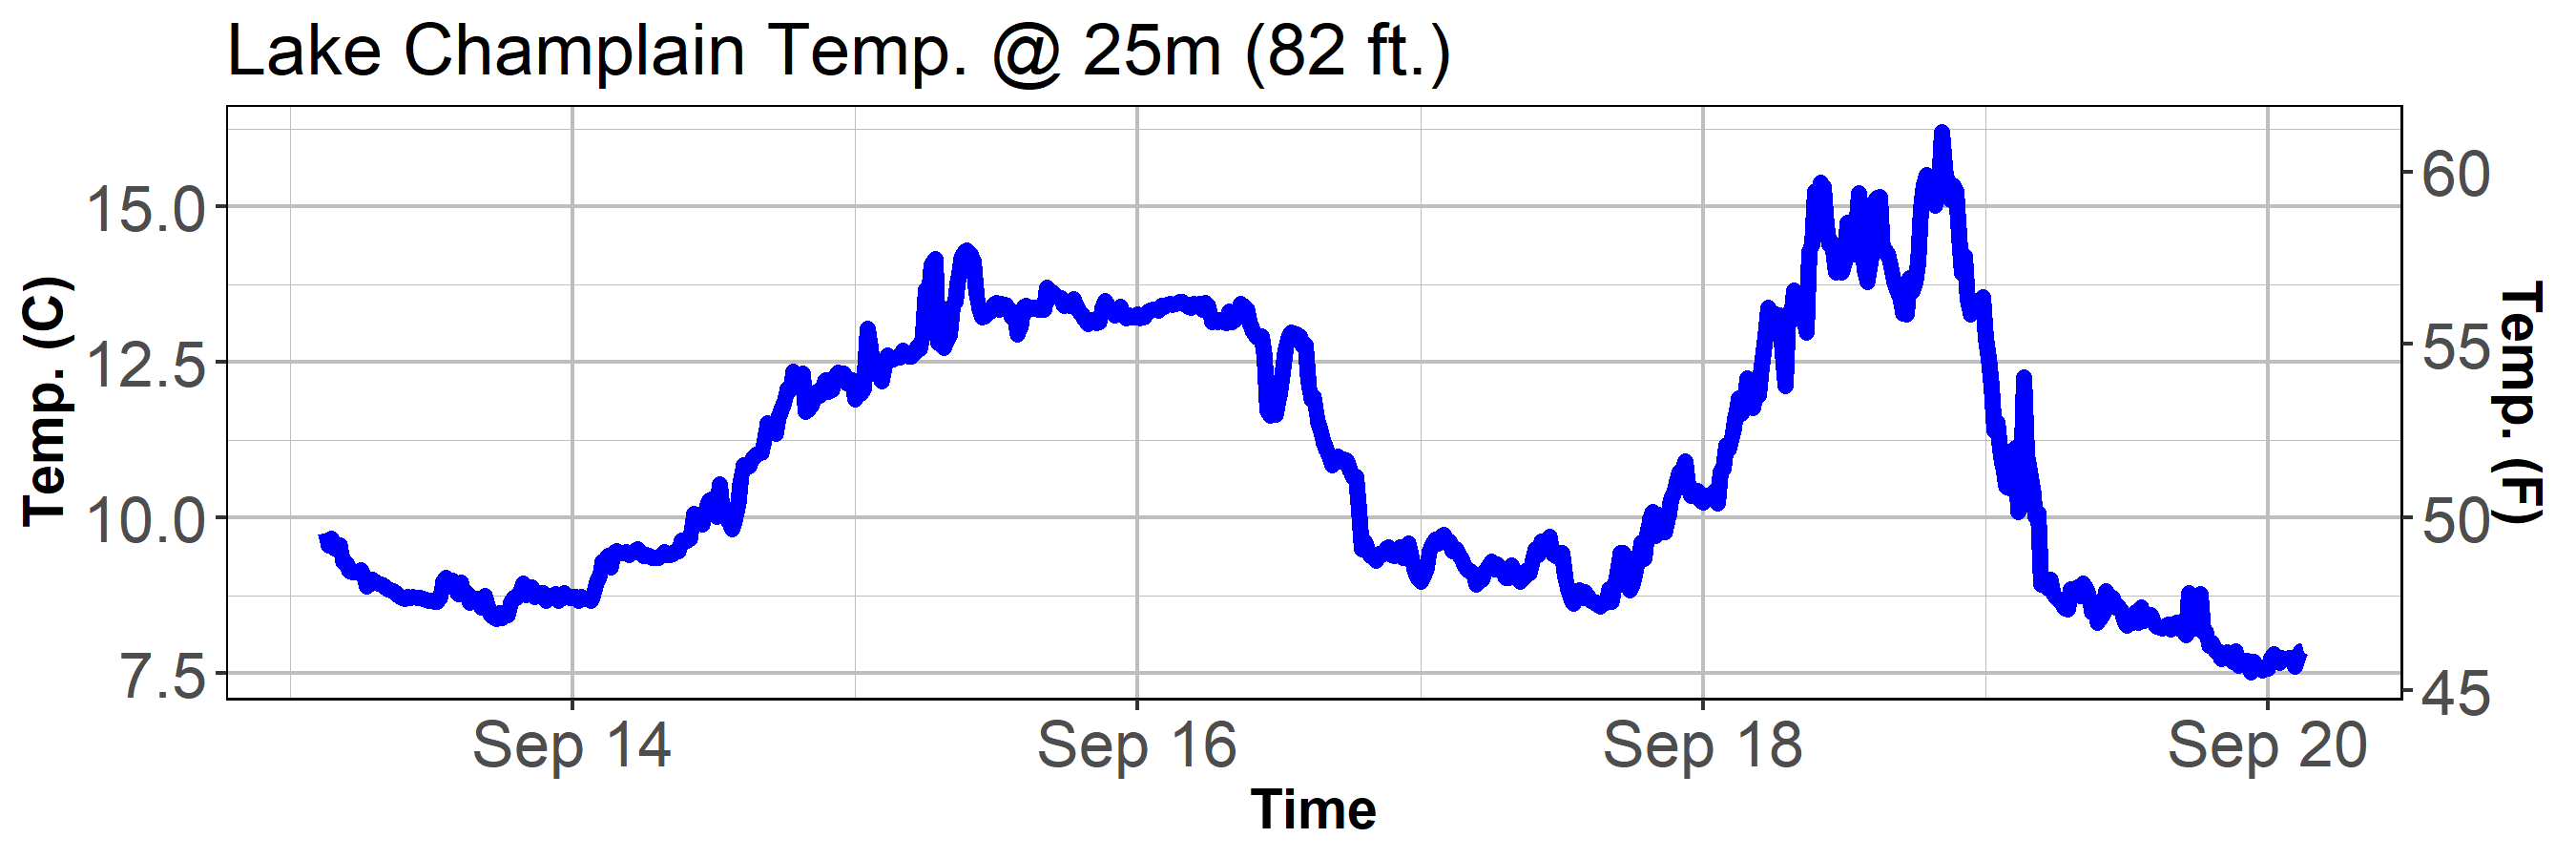 Lake Champlain Temp. @ 25m (82 ft.)
Temp. (C)
15.0
12.5
10.0
7.5
60
55
50
45
Temp. (F)
Sep 14
Sep 16
Sep 18
Sep 20
Time